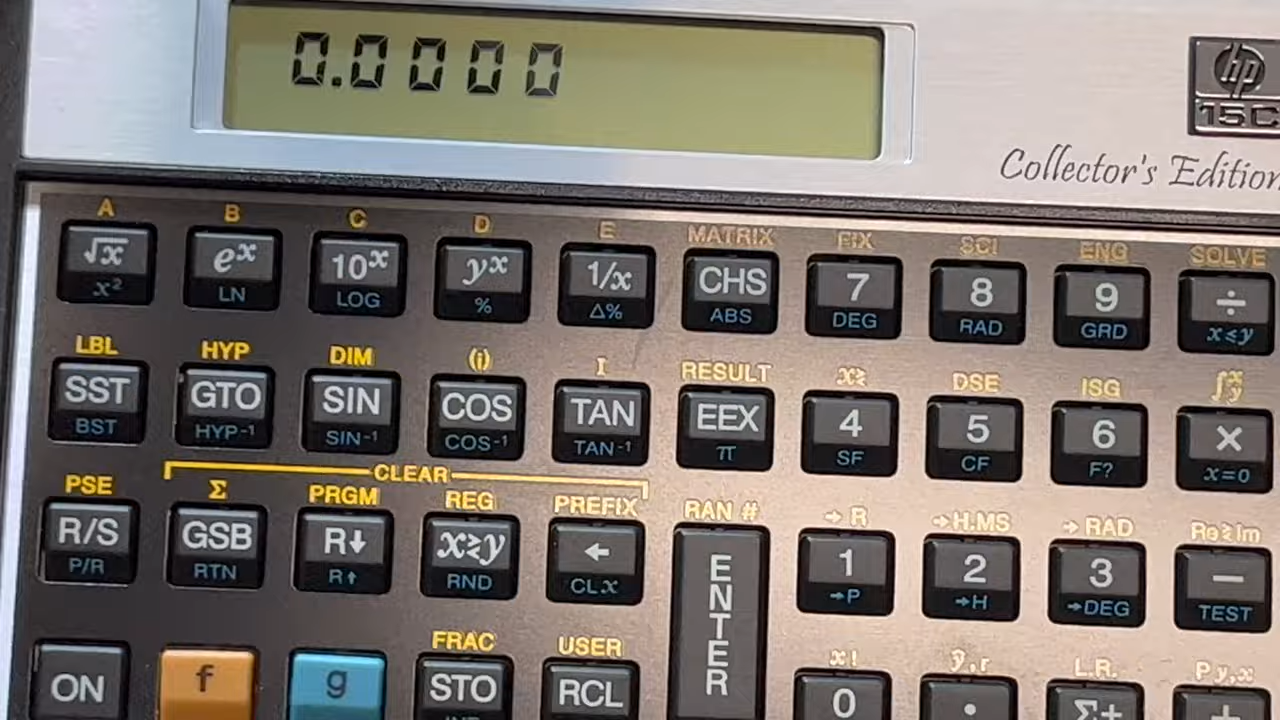 0.0000
hp
15C
Collector's Edition
A B C D E MATRIX FIX SCI ENG SOLVE
√x eˣ 10ˣ yˣ 1/x CHS 7 8 9 ÷
x² LN LOG % Δ% ABS DEG RAD GRD x≤y
LBL HYP DIM (i) I RESULT x≷ DSE ISG ∫xy
SST GTO SIN COS TAN EEX 4 5 6 ×
BST HYP⁻¹ SIN⁻¹ COS⁻¹ TAN⁻¹ π SF CF F? x=0
CLEAR
PSE Σ PRGM REG PREFIX RAN # →R →H.MS →RAD Re≷Im
R/S GSB R↓ x≷y ← ENTER 1 2 3 −
P/R RTN R↑ RND CLx →P →H →DEG TEST
FRAC USER x! ŷ,r L.R. Py,x
ON f g STO RCL 0 · Σ+ +